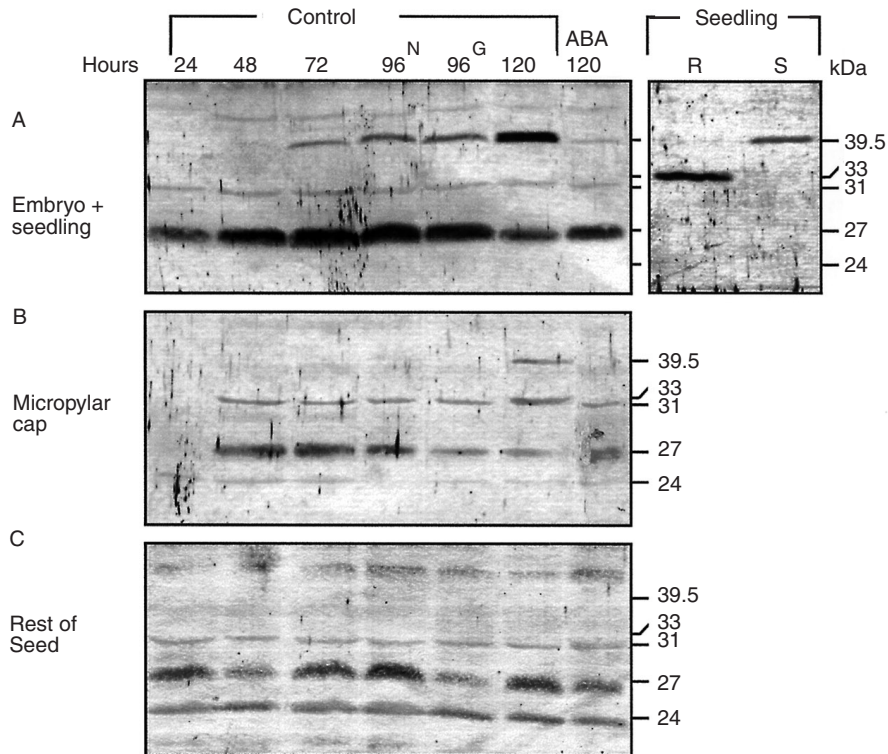 Control
Seedling
N G ABA
Hours 24 48 72 96 96 120 120 R S kDa
A
39.5
33
31
Embryo +
seedling
27
24
B
39.5
33
31
Micropylar
cap
27
24
C
39.5
33
31
Rest of
Seed
27
24